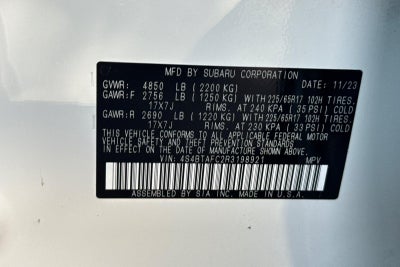 MFD BY SUBARU CORPORATION DATE: 11/23
GVWR: 4850 LB (2200 KG)
GAWR:F 2756 LB (1250 KG) WITH 225/65R17 102H TIRES.
17X7J RIMS. AT 240 KPA (35 PSI) COLD
GAWR:R 2690 LB (1220 KG) WITH 225/65R17 102H TIRES.
17X7J RIMS. AT 230 KPA (33 PSI) COLD
THIS VEHICLE CONFORMS TO ALL APPLICABLE FEDERAL MOTOR
VEHICLE SAFETY AND THEFT PREVENTION STANDARDS IN EFFECT
ON THE DATE OF MANUFACTURE SHOWN ABOVE.
VIN: 4S4BTAFC2R3198921 MPV
ASSEMBLED BY SIA INC. MADE IN U.S.A.